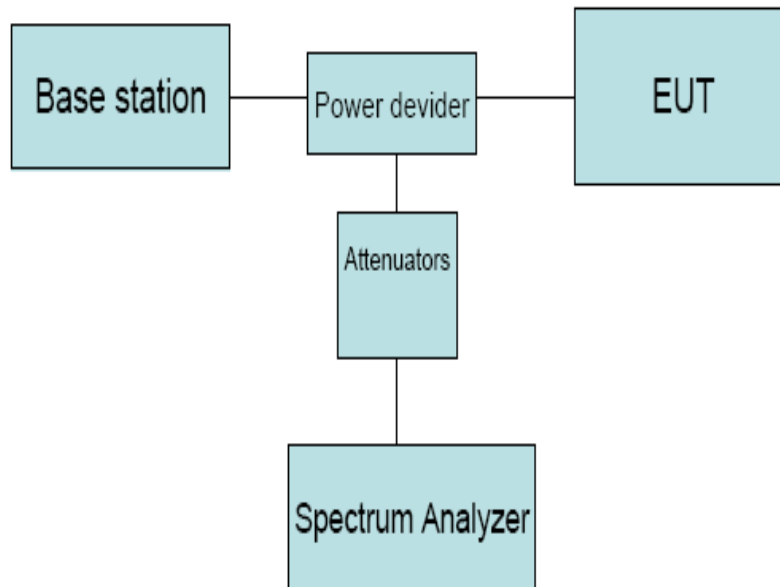 Base station
Power devider
EUT
Attenuators
Spectrum Analyzer